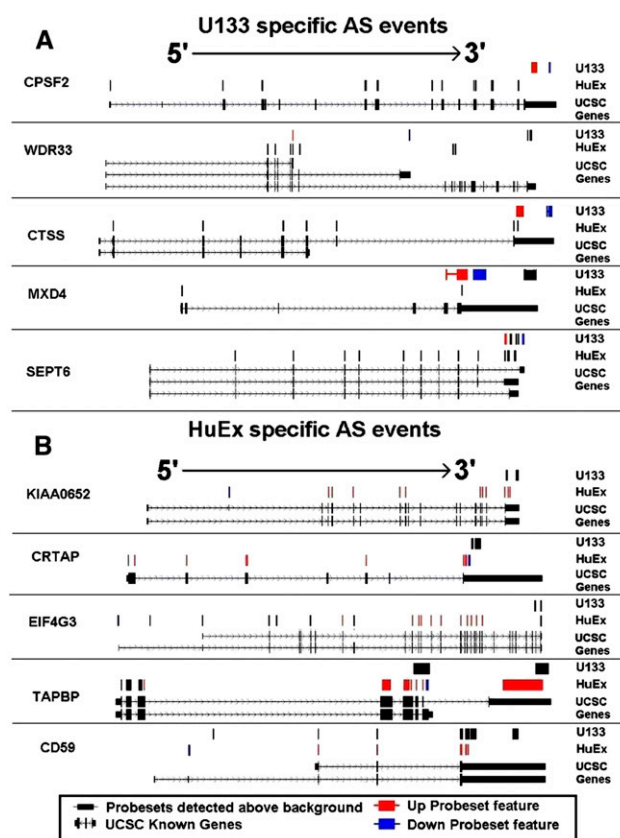 A
U133 specific AS events
5' 3'
CPSF2
U133
HuEx
UCSC
Genes
WDR33
U133
HuEx
UCSC
Genes
CTSS
U133
HuEx
UCSC
Genes
MXD4
U133
HuEx
UCSC
Genes
SEPT6
U133
HuEx
UCSC
Genes
B
HuEx specific AS events
5' 3'
KIAA0652
U133
HuEx
UCSC
Genes
CRTAP
U133
HuEx
UCSC
Genes
EIF4G3
U133
HuEx
UCSC
Genes
TAPBP
U133
HuEx
UCSC
Genes
CD59
U133
HuEx
UCSC
Genes
Probesets detected above background
Up Probeset feature
UCSC Known Genes
Down Probeset feature